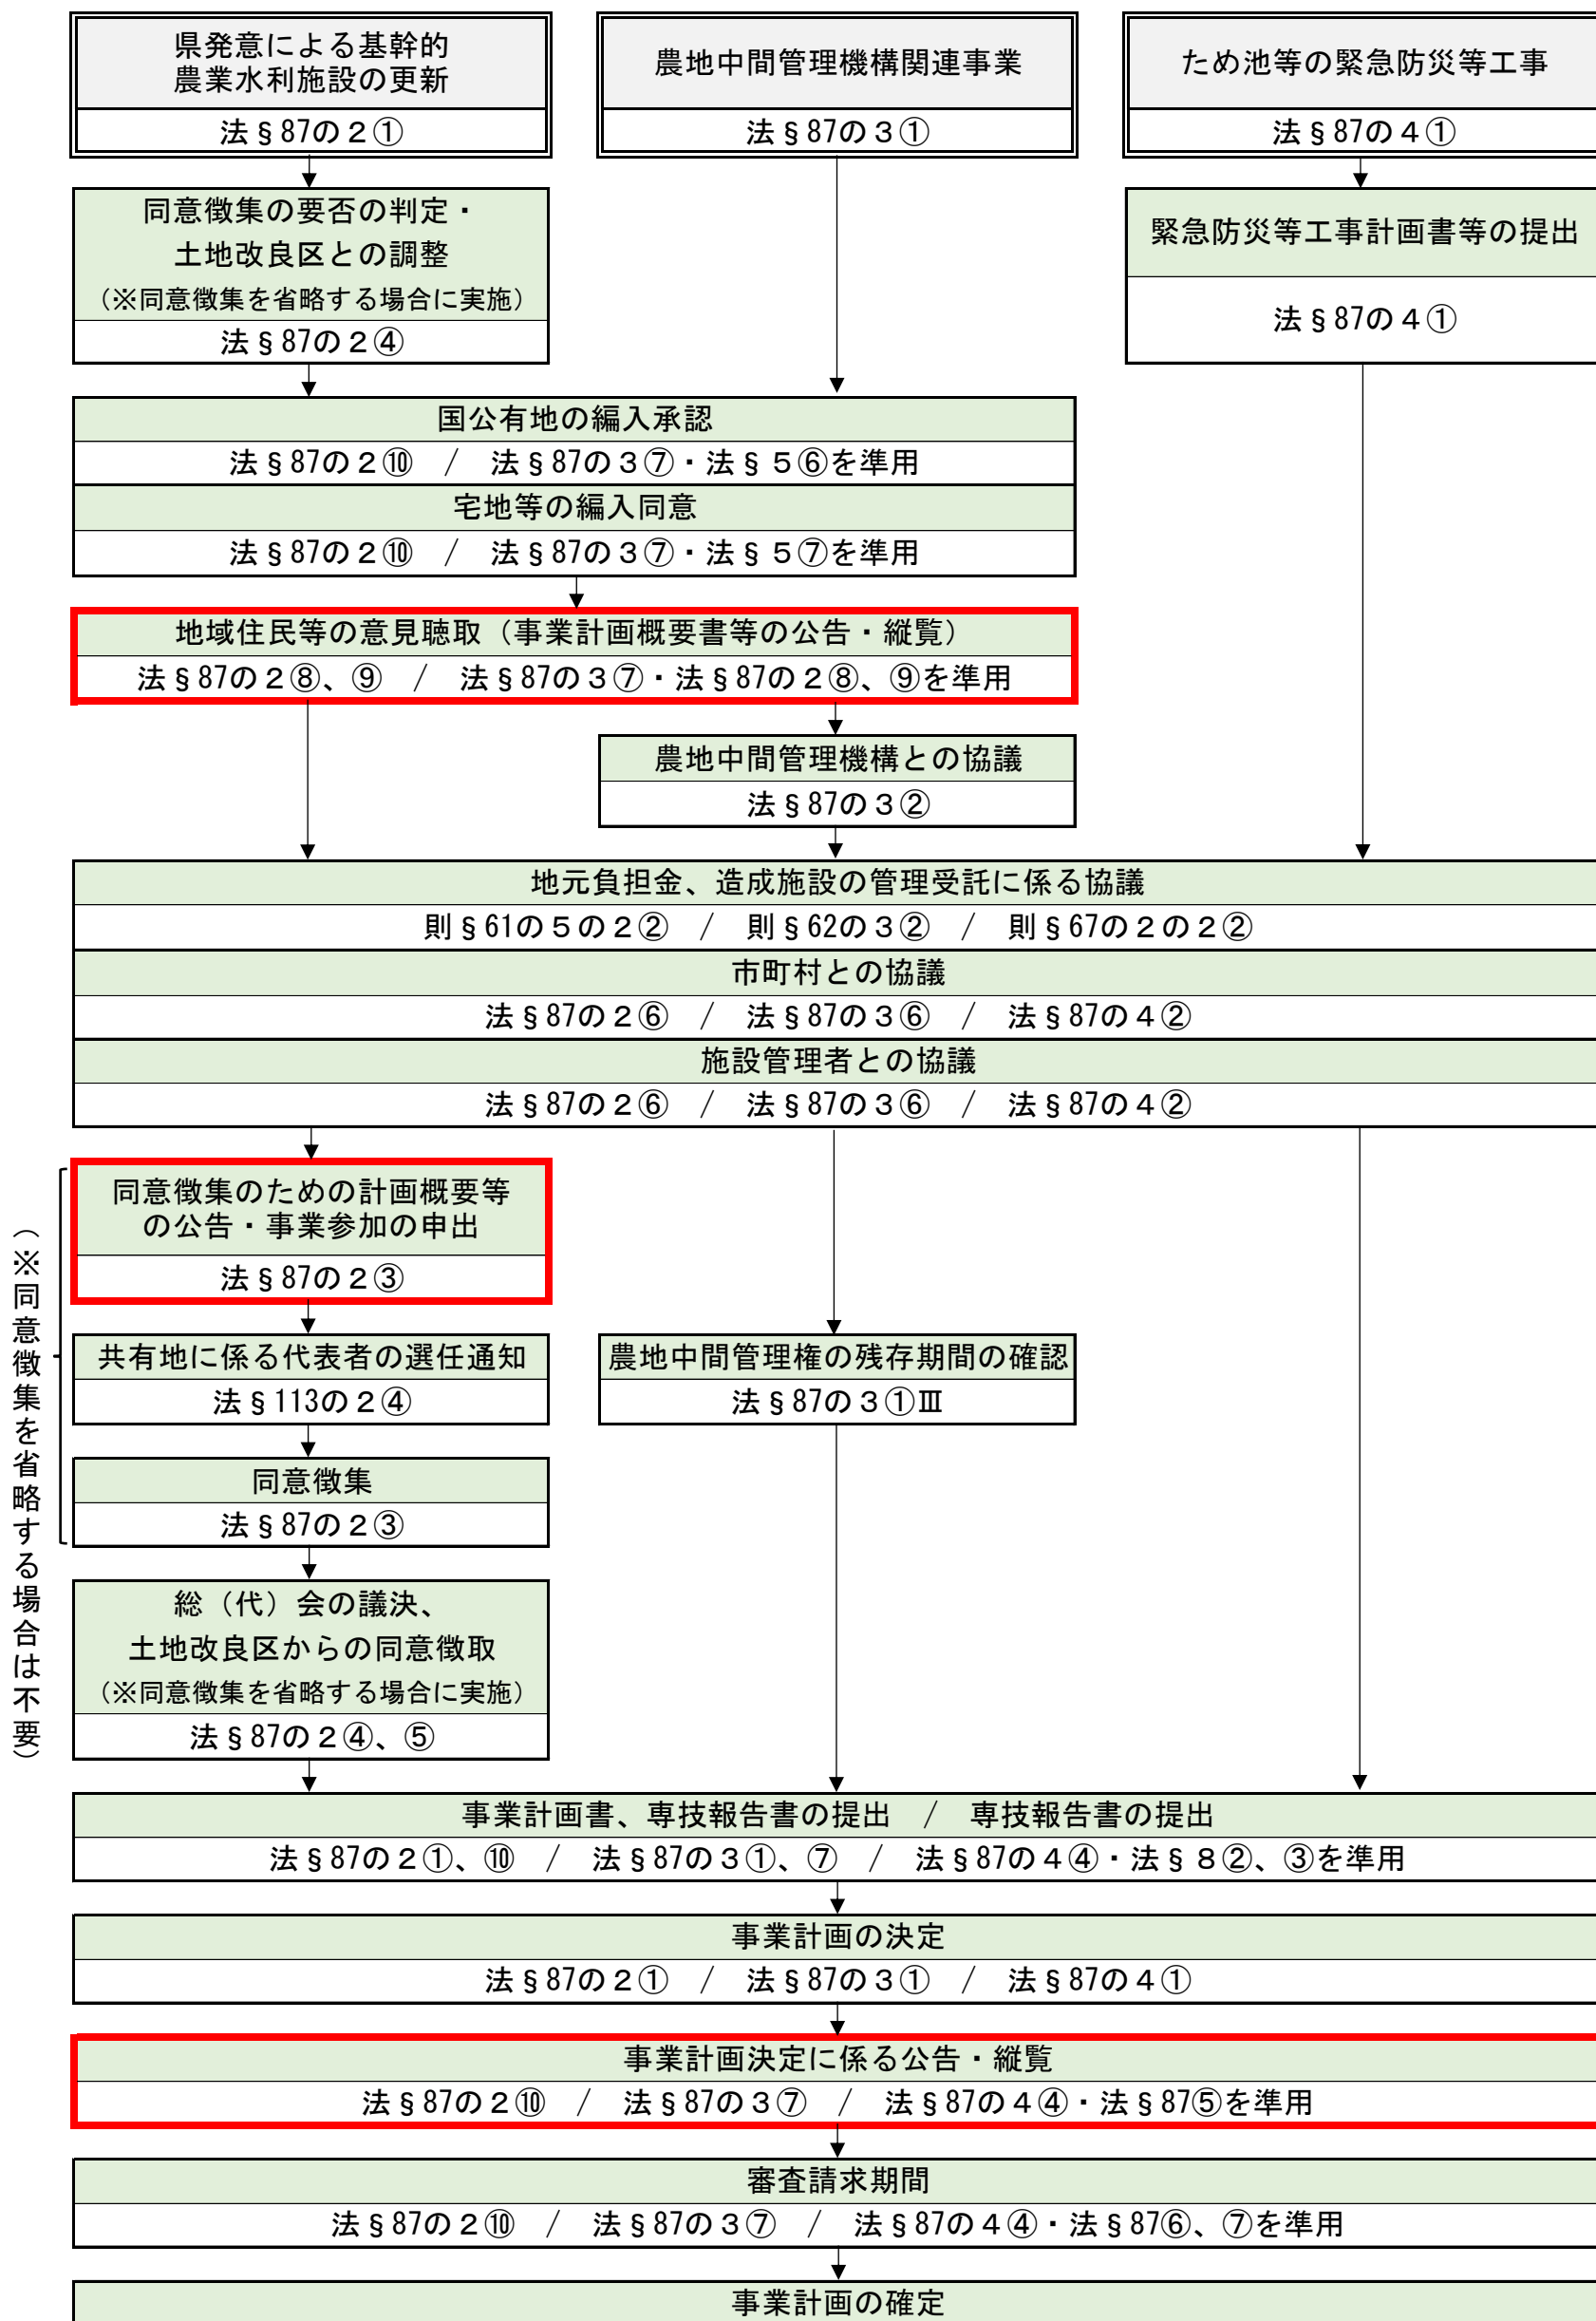 県発意による基幹的
農業水利施設の更新
法§87の2①
農地中間管理機構関連事業
法§87の3①
ため池等の緊急防災等工事
法§87の4①
同意徴集の要否の判定・
土地改良区との調整
(※同意徴集を省略する場合に実施)
法§87の2④
緊急防災等工事計画書等の提出
法§87の4①
国公有地の編入承認
法§87の2⑩ / 法§87の3⑦・法§5⑥を準用
宅地等の編入同意
法§87の2⑩ / 法§87の3⑦・法§5⑦を準用
地域住民等の意見聴取(事業計画概要書等の公告・縦覧)
法§87の2⑧、⑨ / 法§87の3⑦・法§87の2⑧、⑨を準用
農地中間管理機構との協議
法§87の3②
地元負担金、造成施設の管理受託に係る協議
則§61の5の2② / 則§62の3② / 則§67の2の2②
市町村との協議
法§87の2⑥ / 法§87の3⑥ / 法§87の4②
施設管理者との協議
法§87の2⑥ / 法§87の3⑥ / 法§87の4②
(※同意徴集を省略する場合は不要)
同意徴集のための計画概要等
の公告・事業参加の申出
法§87の2③
共有地に係る代表者の選任通知
法§113の2④
農地中間管理権の残存期間の確認
法§87の3①Ⅲ
同意徴集
法§87の2③
総(代)会の議決、
土地改良区からの同意徴取
(※同意徴集を省略する場合に実施)
法§87の2④、⑤
事業計画書、専技報告書の提出 / 専技報告書の提出
法§87の2①、⑩ / 法§87の3①、⑦ / 法§87の4④・法§8②、③を準用
事業計画の決定
法§87の2① / 法§87の3① / 法§87の4①
事業計画決定に係る公告・縦覧
法§87の2⑩ / 法§87の3⑦ / 法§87の4④・法§87⑤を準用
審査請求期間
法§87の2⑩ / 法§87の3⑦ / 法§87の4④・法§87⑥、⑦を準用
事業計画の確定